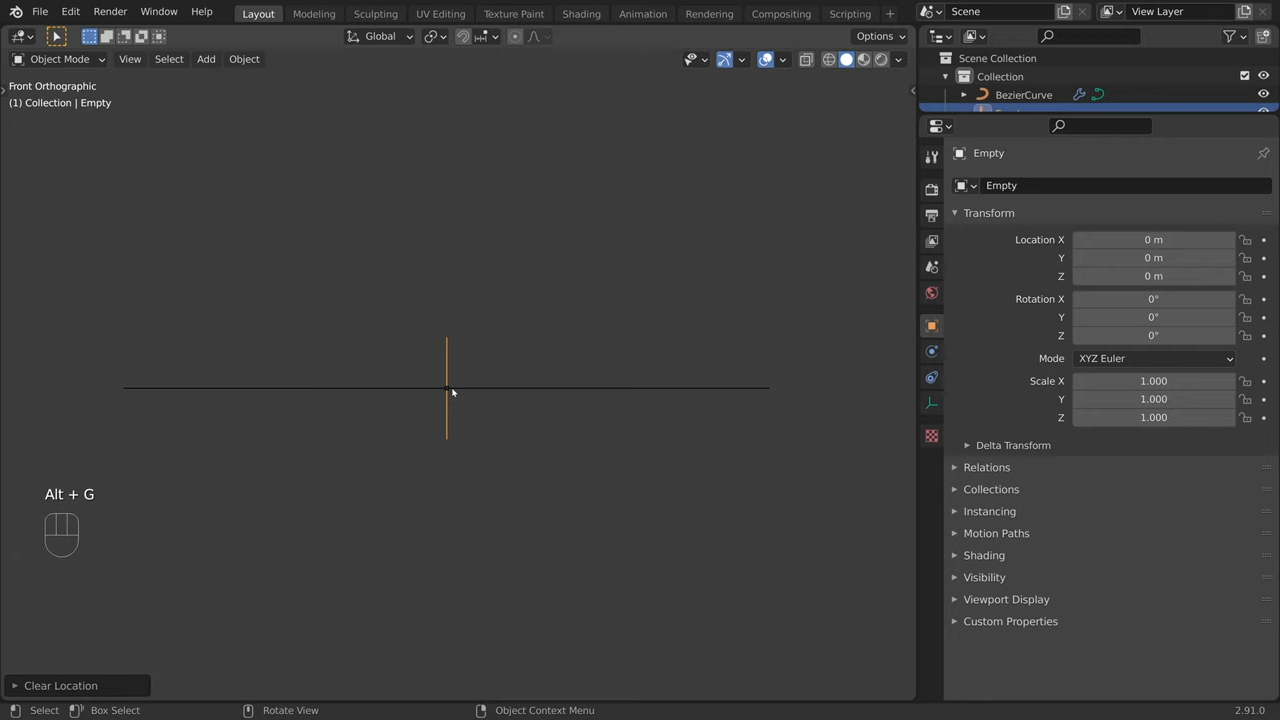 File Edit Render Window Help
Layout Modeling Sculpting UV Editing Texture Paint Shading Animation Rendering Compositing Scripting +
Scene
View Layer
Global
Options
Object Mode View Select Add Object
Front Orthographic
(1) Collection | Empty
Scene Collection
Collection
BezierCurve
Empty
Empty
Transform
Location X 0 m
Y 0 m
Z 0 m
Rotation X 0°
Y 0°
Z 0°
Mode XYZ Euler
Scale X 1.000
Y 1.000
Z 1.000
Delta Transform
Relations
Collections
Instancing
Motion Paths
Shading
Visibility
Viewport Display
Custom Properties
Alt + G
Clear Location
Select Box Select Rotate View Object Context Menu 2.91.0